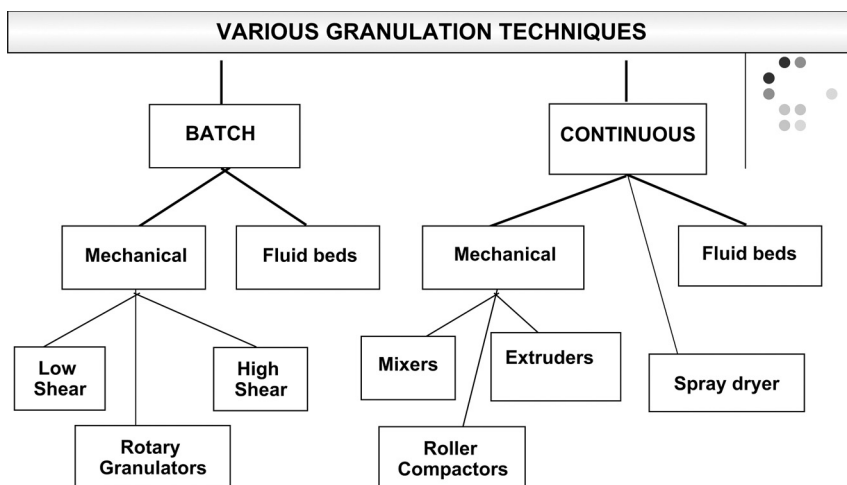 VARIOUS GRANULATION TECHNIQUES
BATCH
CONTINUOUS
Mechanical
Fluid beds
Mechanical
Fluid beds
Low
Shear
High
Shear
Mixers
Extruders
Spray dryer
Rotary
Granulators
Roller
Compactors